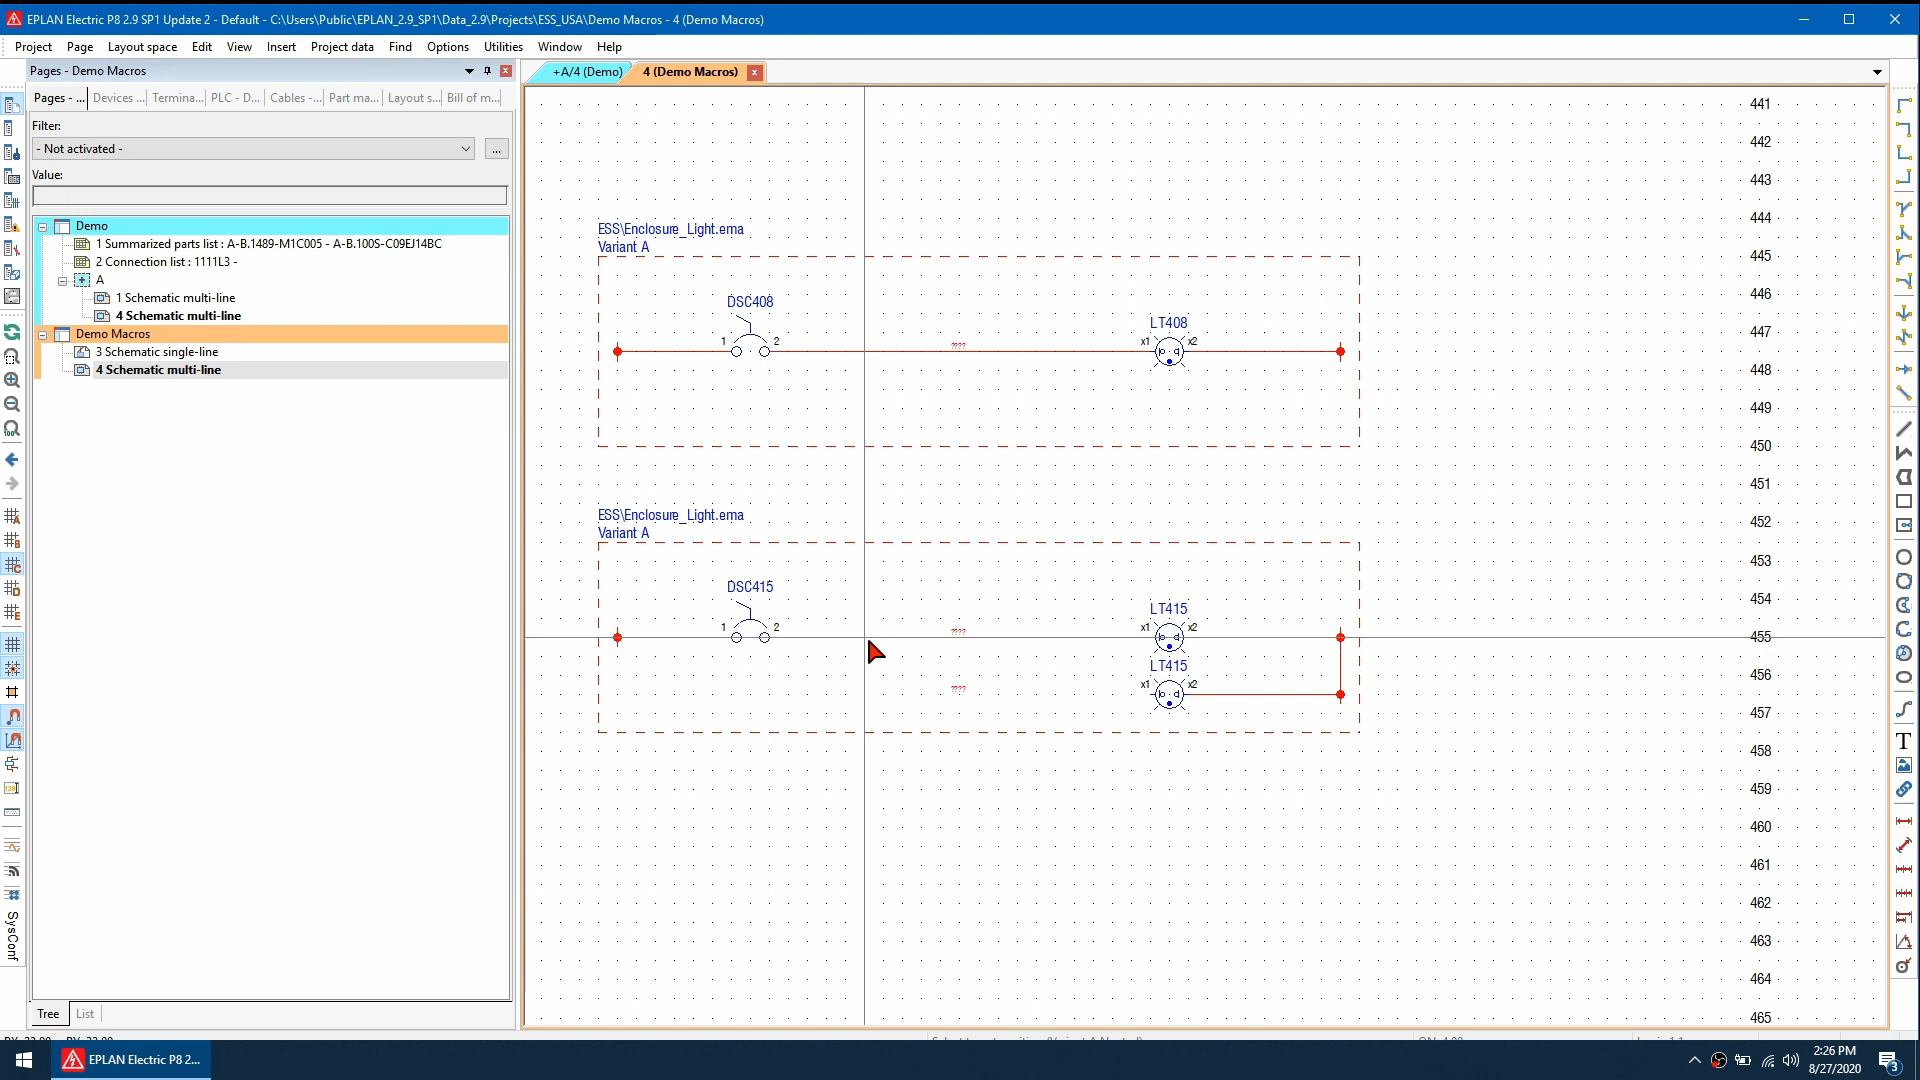 EPLAN Electric P8 2.9 SP1 Update 2 - Default - C:\Users\Public\EPLAN_2.9_SP1\Data_2.9\Projects\ESS_USA\Demo Macros - 4 (Demo Macros)
Project Page Layout space Edit View Insert Project data Find Options Utilities Window Help
Pages - Demo Macros
Pages - ... Devices ... Termina... PLC - D... Cables -... Part ma... Layout s... Bill of m...
Filter:
- Not activated -
...
Value:
Demo
1 Summarized parts list : A-B.1489-M1C005 - A-B.100S-C09EJ14BC
2 Connection list : 1111L3 -
A
1 Schematic multi-line
4 Schematic multi-line
Demo Macros
3 Schematic single-line
4 Schematic multi-line
Tree List
SysConf
+A/4 (Demo) 4 (Demo Macros)
ESS\Enclosure_Light.ema
Variant A
DSC408
1 2
????
LT408
x1 x2
ESS\Enclosure_Light.ema
Variant A
DSC415
1 2
????
LT415
x1 x2
LT415
????
x1 x2
441
442
443
444
445
446
447
448
449
450
451
452
453
454
455
456
457
458
459
460
461
462
463
464
465
T
EPLAN Electric P8 2...
2:26 PM
8/27/2020
3